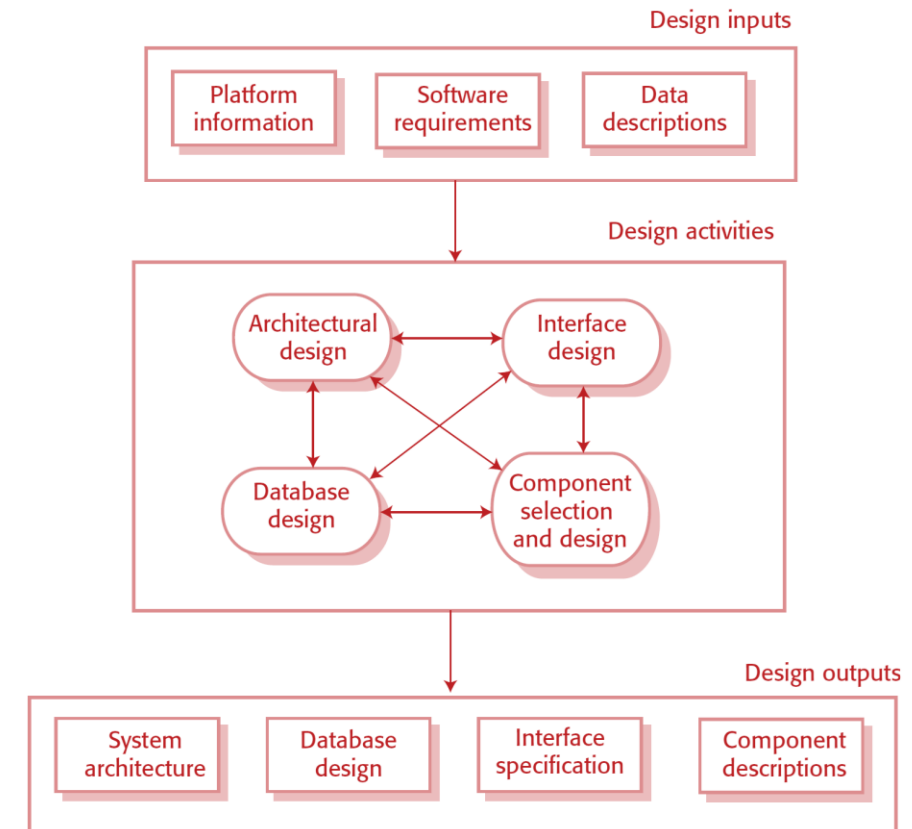 Design inputs
Platform
information
Software
requirements
Data
descriptions
Design activities
Architectural
design
Interface
design
Database
design
Component
selection
and design
Design outputs
System
architecture
Database
design
Interface
specification
Component
descriptions